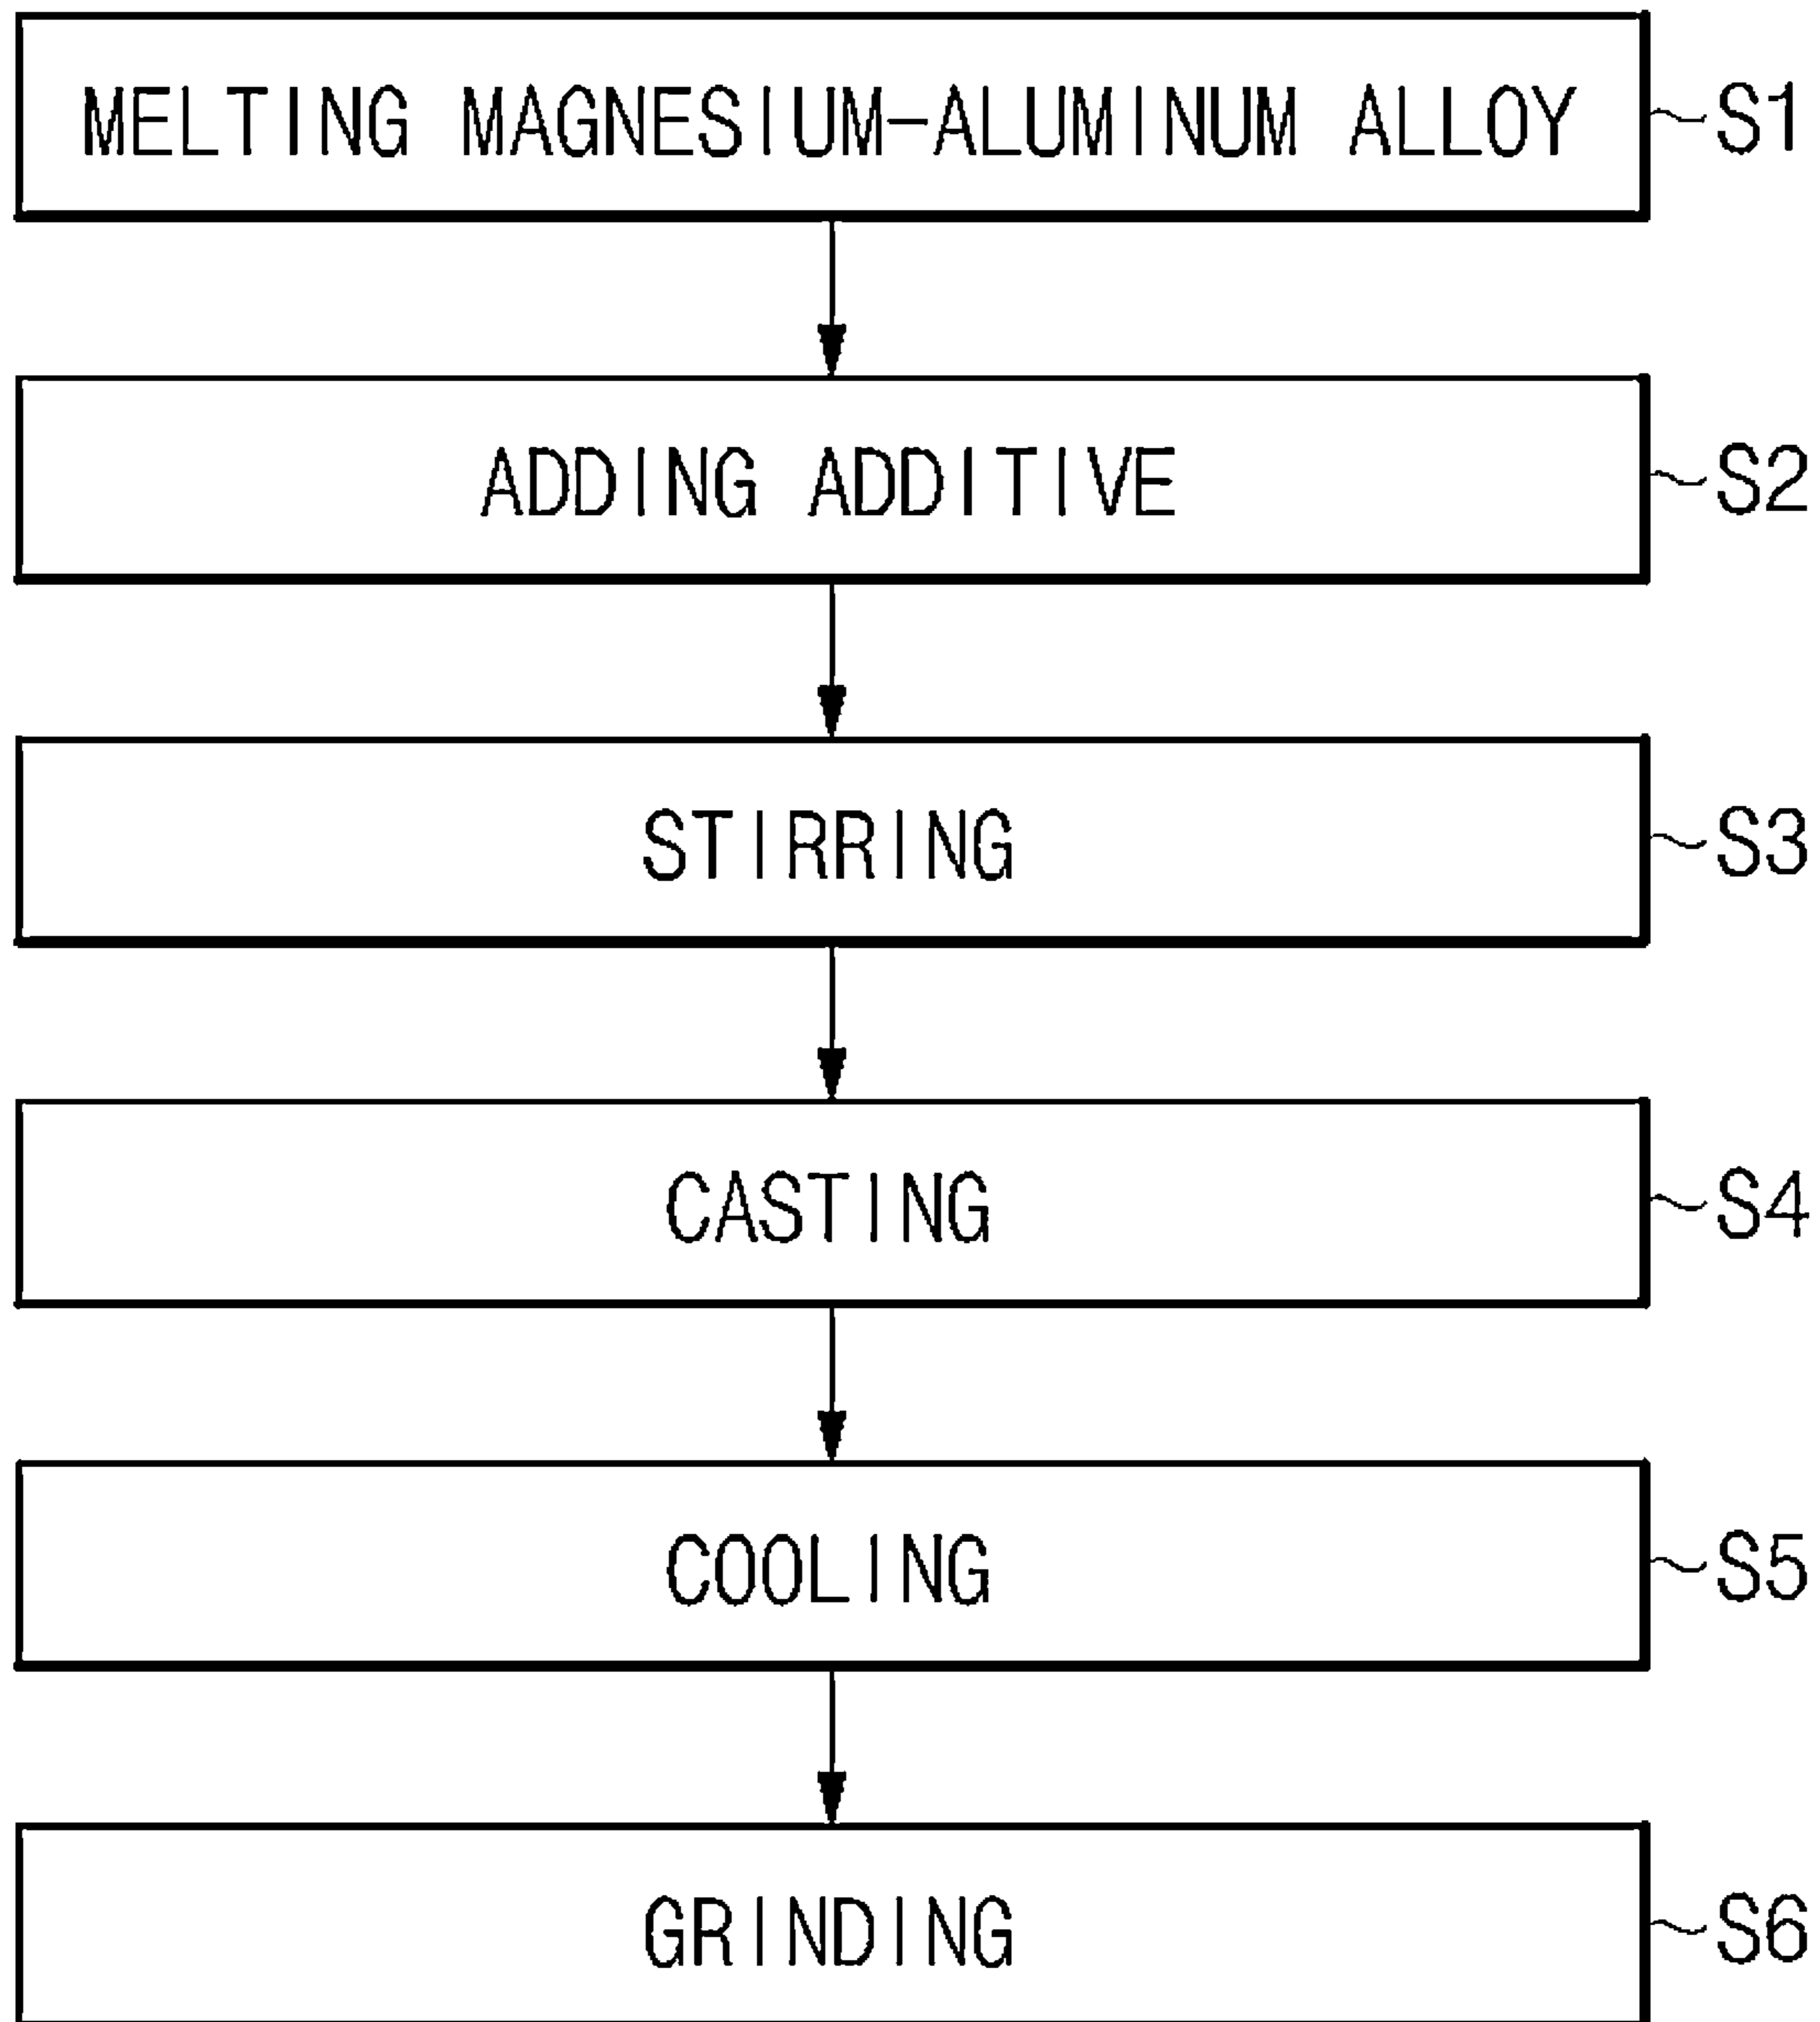 MELTING MAGNESIUM-ALUMINUM ALLOY S1
ADDING ADDITIVE S2
STIRRING S3
CASTING S4
COOLING S5
GRINDING S6